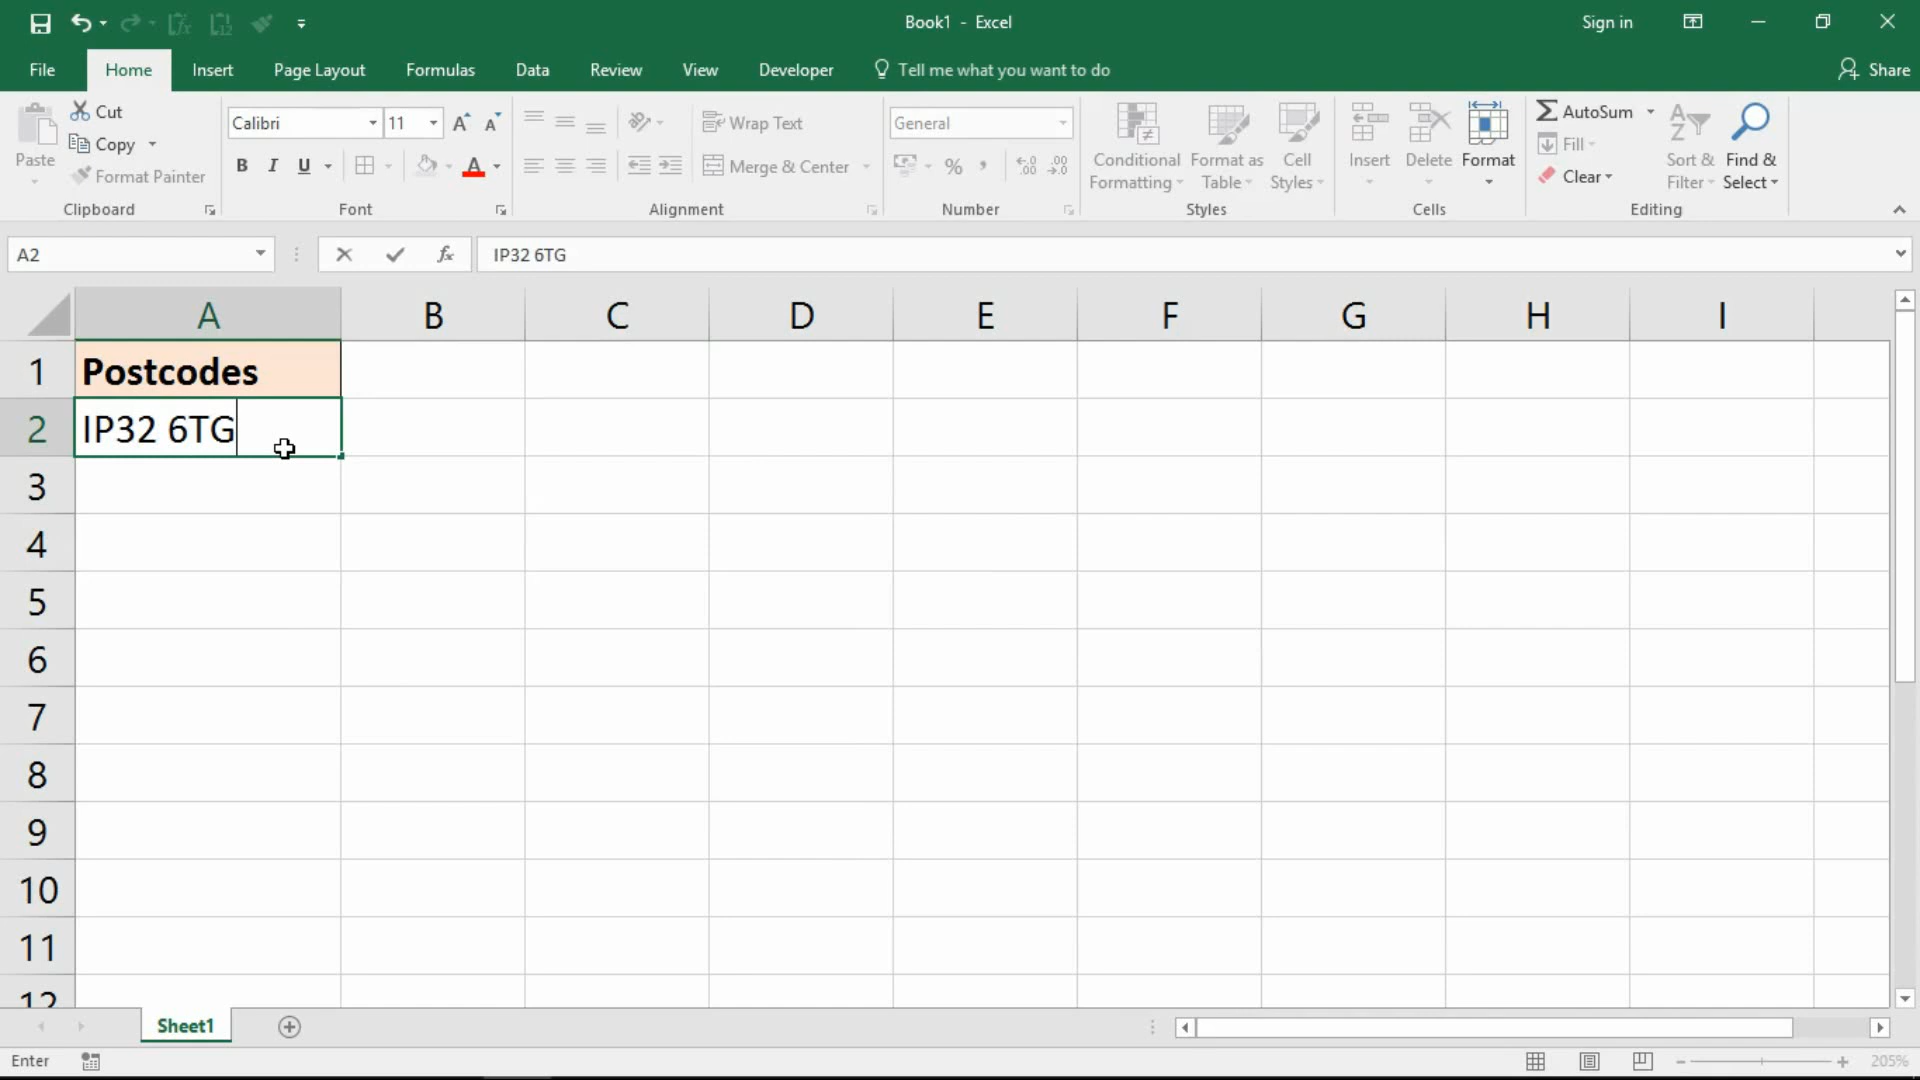 Book1 - Excel
Sign in
File Home Insert Page Layout Formulas Data Review View Developer Tell me what you want to do Share
Paste
Cut
Copy
Format Painter
Clipboard
Calibri 11
B I U
Font
Wrap Text
Merge & Center
Alignment
General
%
Number
Conditional Formatting
Format as Table
Cell Styles
Styles
Insert Delete Format
Cells
AutoSum
Fill
Clear
Sort & Filter
Find & Select
Editing
A2 fx IP32 6TG
A B C D E F G H I
1 Postcodes
2 IP32 6TG
3
4
5
6
7
8
9
10
11
12
Sheet1
Enter 205%